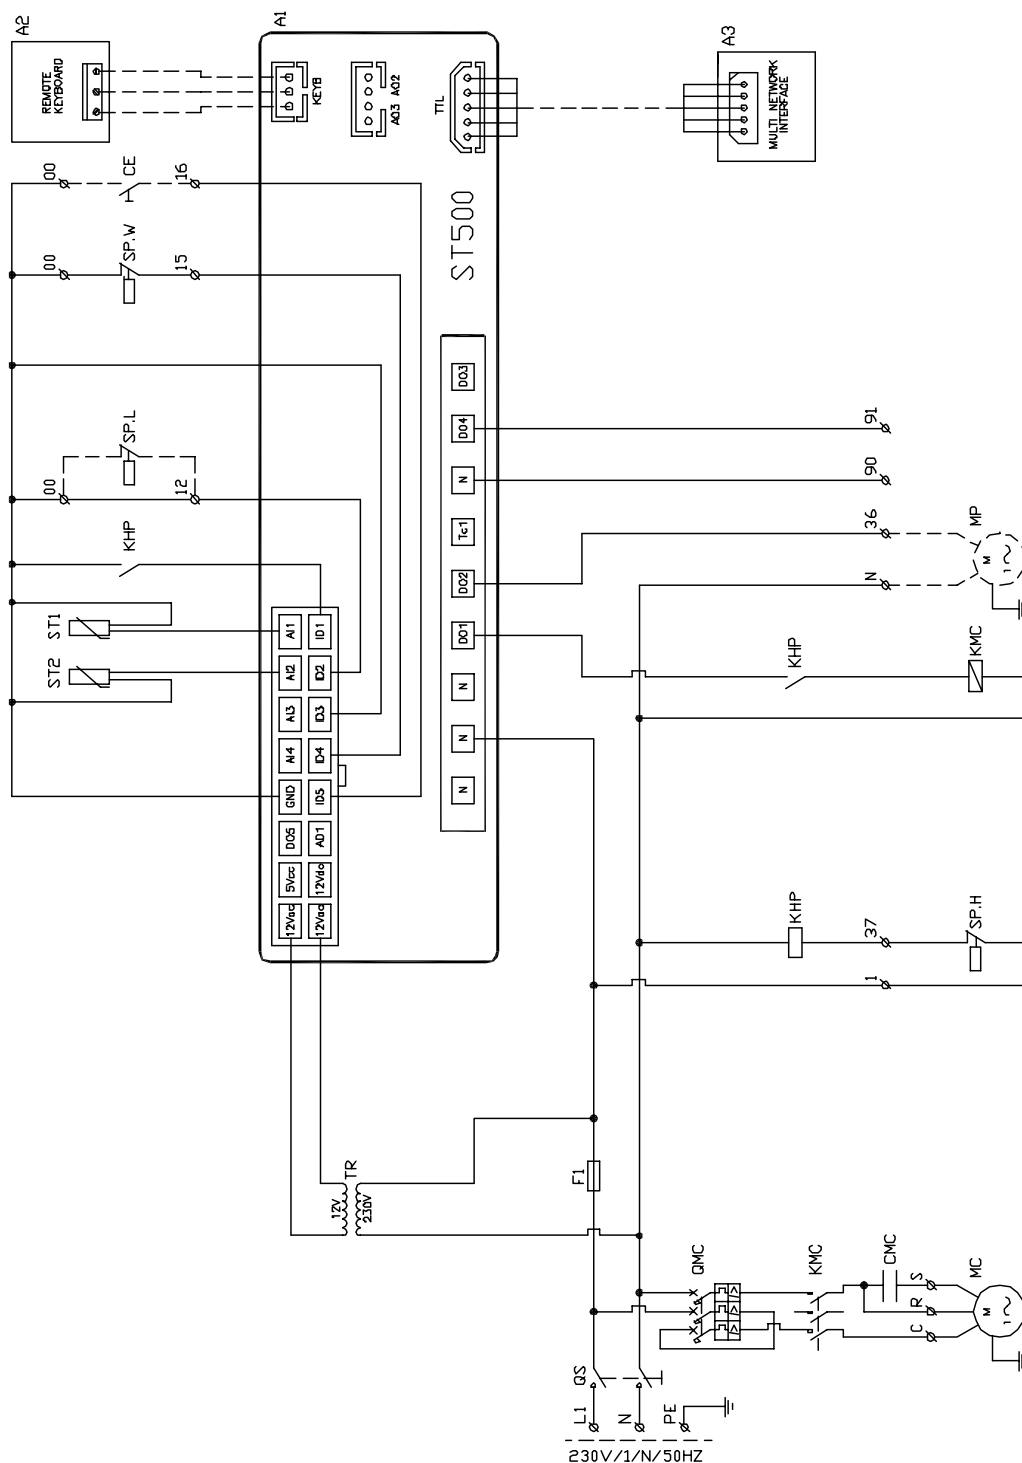 A2
REMOTE
KEYBOARD
A1
KEYB
AO3 AO2
TTL
A3
MULTI NETWORK
INTERFACE
00
CE
16
00
SP.W
15
ST500
00
SP.L
12
KHP
ST1
ST2
AI1
AI2
AI3
AI4
GND
DO5
5Vcc
12Vac
ID1
ID2
ID3
ID4
ID5
AD1
12Vdc
12Vac
DO3
DO4
N
Tc1
DO2
DO1
N
N
N
91
90
36
N
MP
M
1
KHP
KMC
KHP
37
SP.H
1
TR
12V
230V
F1
QMC
KMC
CMC
S
R
C
MC
M
1
QS
L1
N
PE
230V/1/N/50HZ